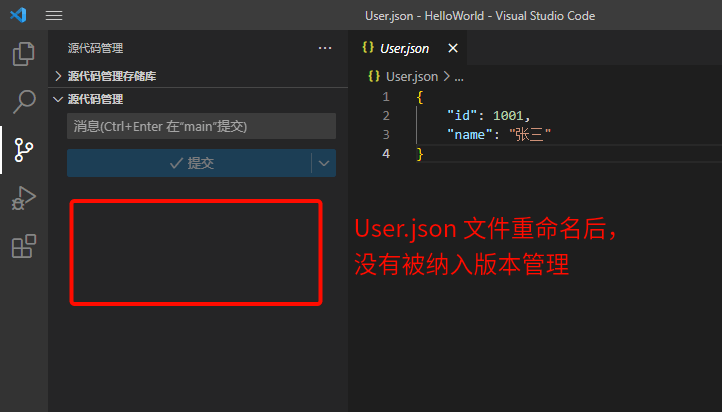 User.json - HelloWorld - Visual Studio Code
源代码管理
User.json
源代码管理存储库
User.json > ...
源代码管理
1 {
消息(Ctrl+Enter 在"main"提交)
2 "id": 1001,
3 "name": "张三"
提交
4 }
User.json 文件重命名后，
没有被纳入版本管理